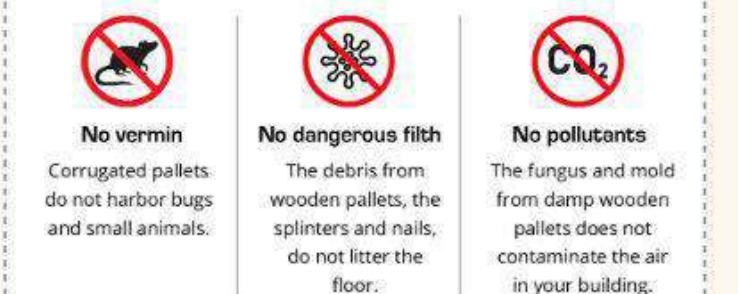 CO₂
No vermin
Corrugated pallets
do not harbor bugs
and small animals.
No dangerous filth
The debris from
wooden pallets, the
splinters and nails,
do not litter the
floor.
No pollutants
The fungus and mold
from damp wooden
pallets does not
contaminate the air
in your building.